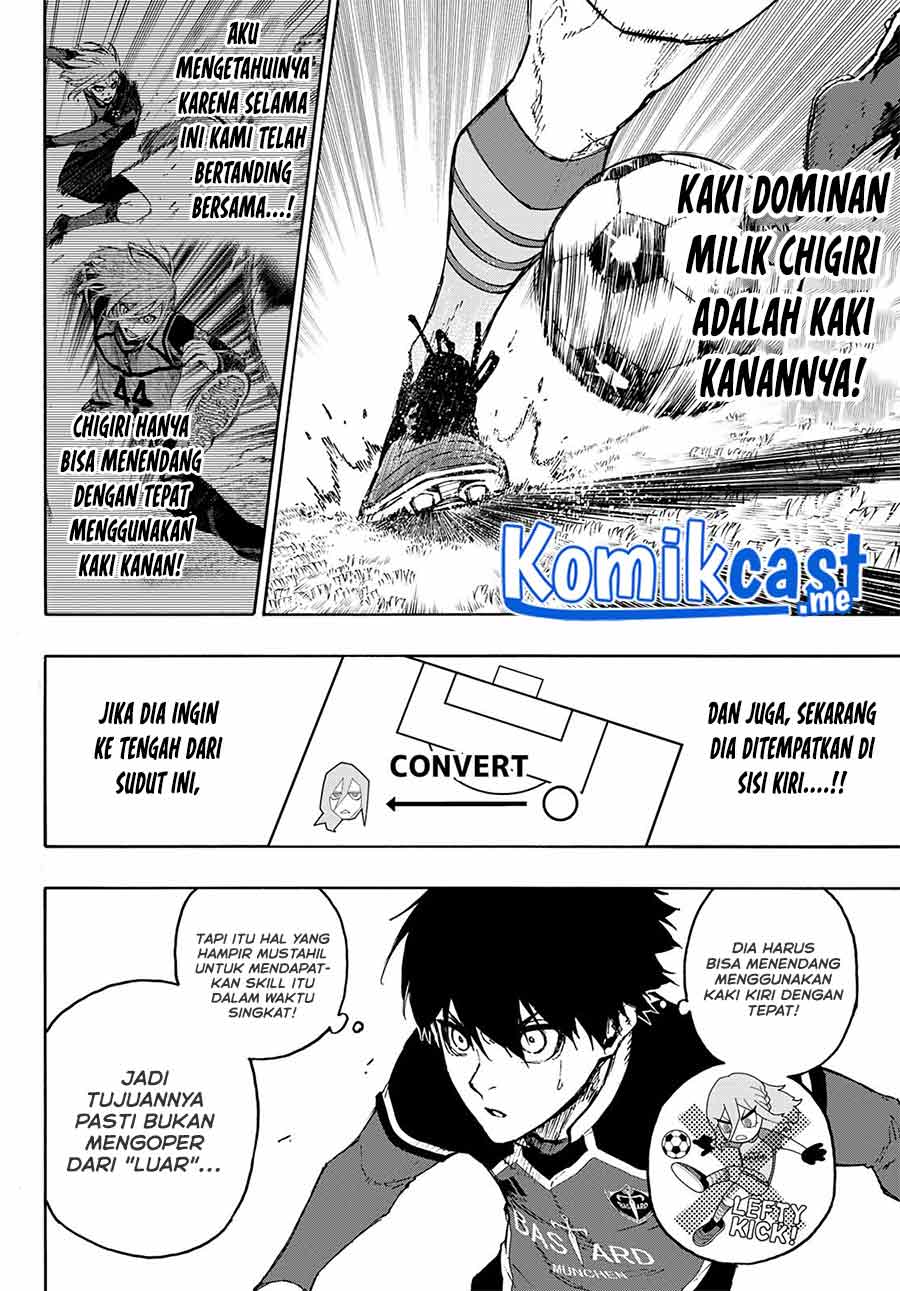 KAKI DOMINAN
MILIK CHIGIRI
ADALAH KAKI
KANANNYA!
AKU
MENGETAHUINYA
KARENA SELAMA
INI KAMI TELAH
BERTANDING
BERSAMA...!
44
CHIGIRI HANYA
BISA MENENDANG
DENGAN TEPAT
MENGGUNAKAN
KAKI KANAN!
Komikcast
.me
DAN JUGA, SEKARANG
DIA DITEMPATKAN DI
SISI KIRI....!!
CONVERT
JIKA DIA INGIN
KE TENGAH DARI
SUDUT INI,
DIA HARUS
BISA MENENDANG
MENGGUNAKAN
KAKI KIRI DENGAN
TEPAT!
LEFTY
KICK!
TAPI ITU HAL YANG
HAMPIR MUSTAHIL
UNTUK MENDAPAT-
KAN SKILL ITU
DALAM WAKTU
SINGKAT!
JADI
TUJUANNYA
PASTI BUKAN
MENGOPER
DARI "LUAR"...
BASTARD
BASTARD
MÜNCHEN